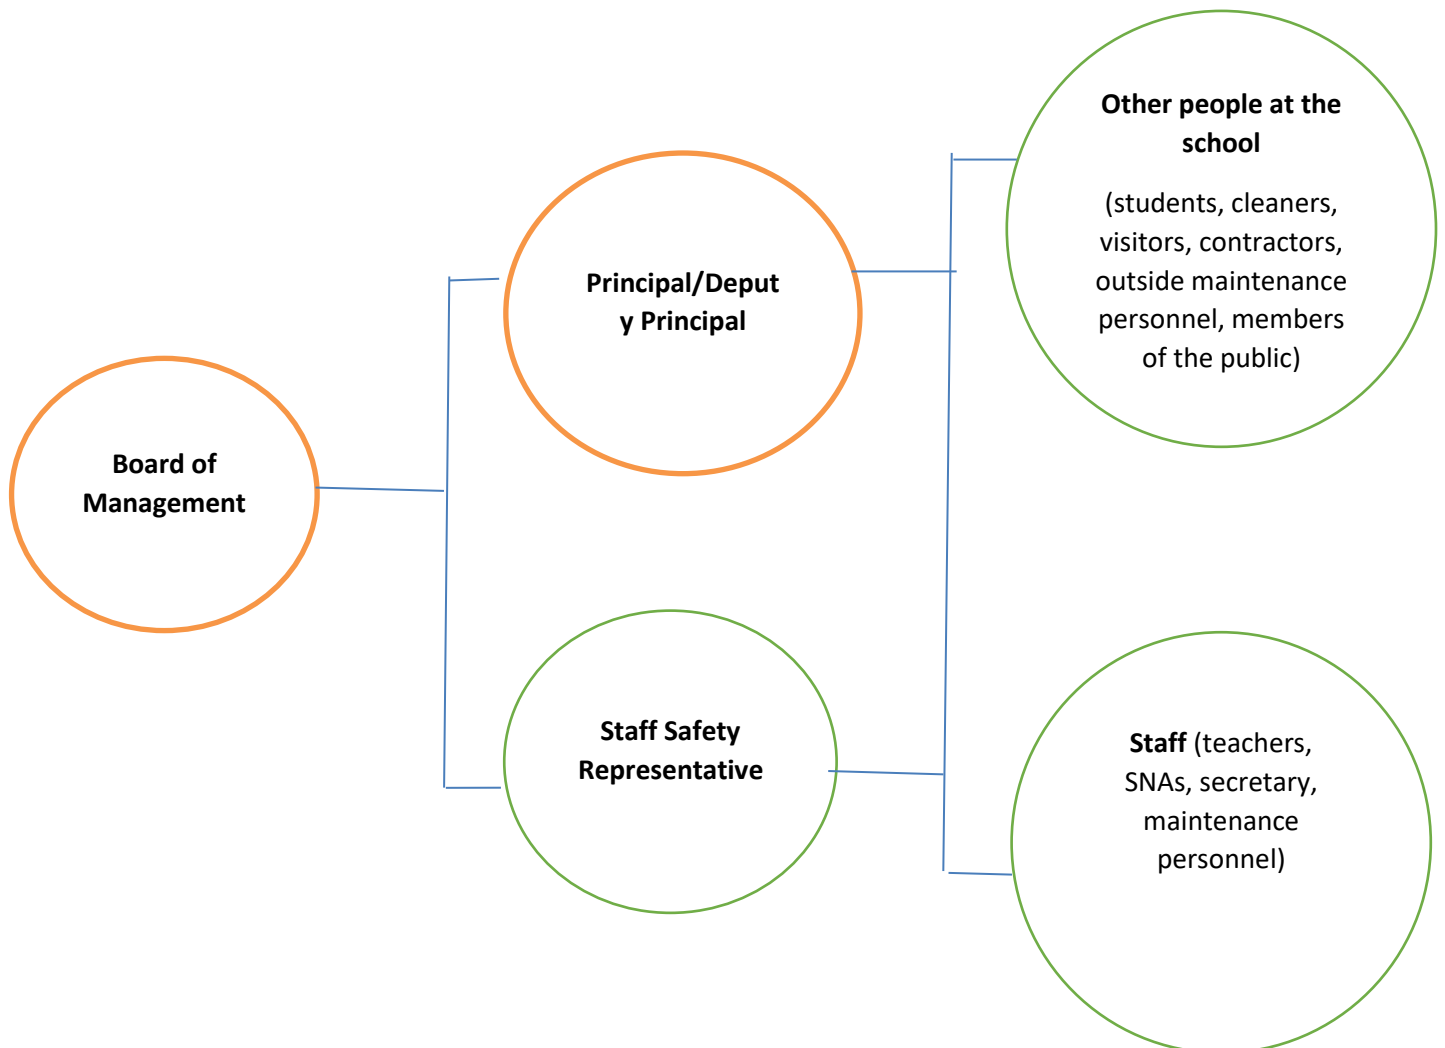 Board of
Management
Principal/Deput
y Principal
Staff Safety
Representative
Other people at the
school
(students, cleaners,
visitors, contractors,
outside maintenance
personnel, members
of the public)
Staff (teachers,
SNAs, secretary,
maintenance
personnel)